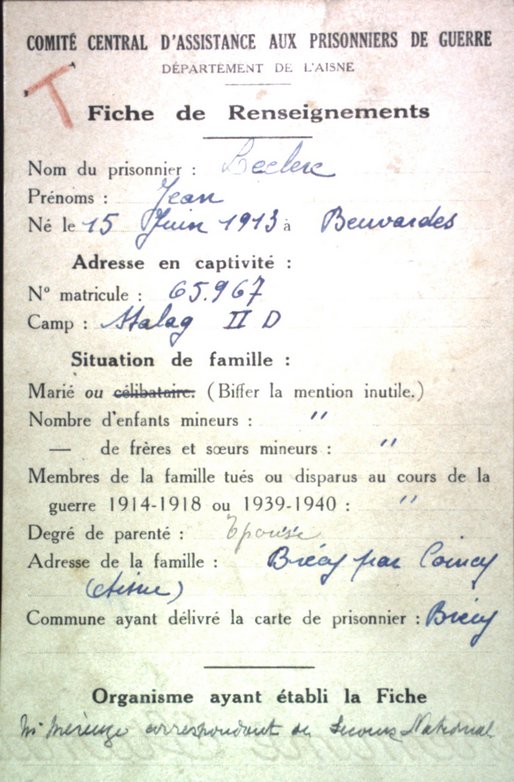 COMITÉ CENTRAL D'ASSISTANCE AUX PRISONNIERS DE GUERRE
DÉPARTEMENT DE L'AISNE
T
Fiche de Renseignements
Nom du prisonnier : Leclerc
Prénoms : Jean
Né le 15 Juin 1913 à Beuvardes
Adresse en captivité :
N° matricule : 65.967
Camp : Stalag II D
Situation de famille :
Marié ou célibataire. (Biffer la mention inutile.)
Nombre d'enfants mineurs : "
— de frères et sœurs mineurs : "
Membres de la famille tués ou disparus au cours de la
guerre 1914-1918 ou 1939-1940 : "
Degré de parenté : Epouse
Adresse de la famille : Brécy par Coincy
(Aisne)
Commune ayant délivré la carte de prisonnier : Brécy
Organisme ayant établi la Fiche
correspondant du Secours National